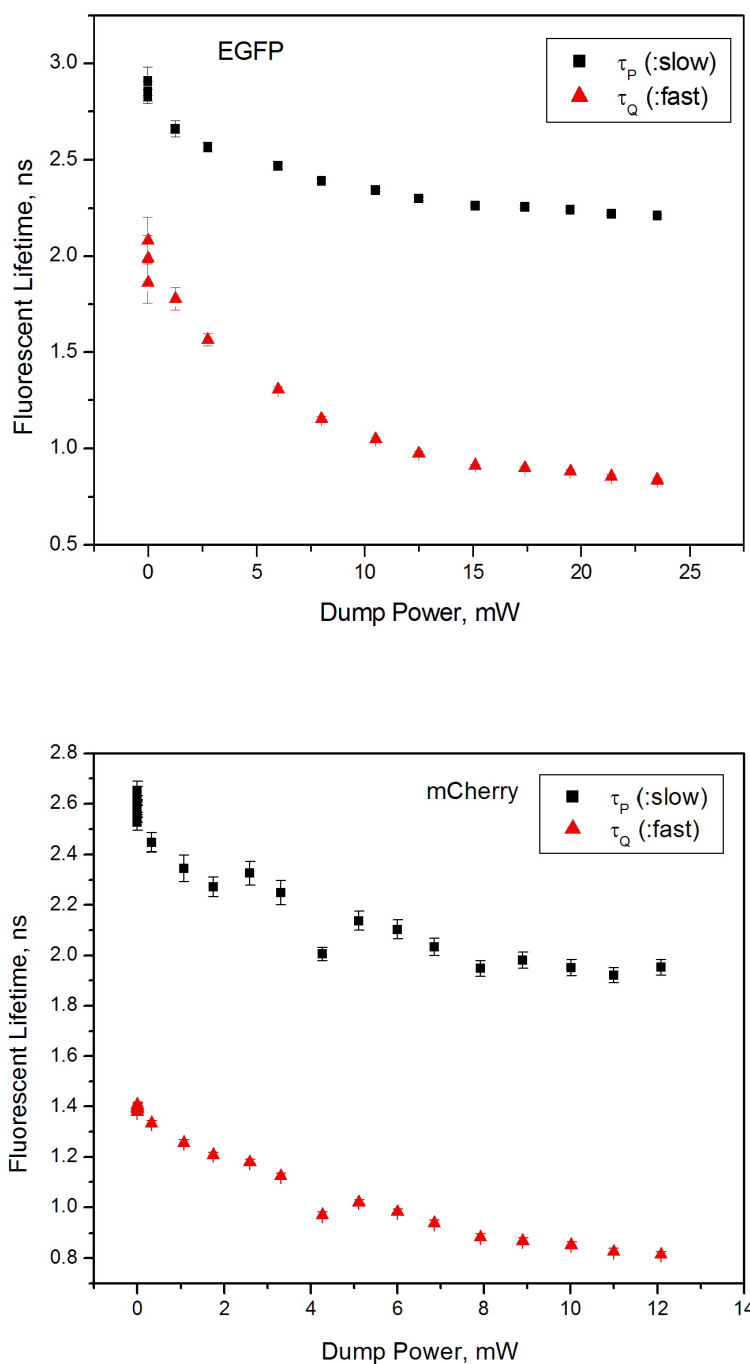 EGFP
τP (:slow)
τQ (:fast)
3.0
2.5
2.0
1.5
1.0
0.5
Fluorescent Lifetime, ns
0 5 10 15 20 25
Dump Power, mW
mCherry
τP (:slow)
τQ (:fast)
2.8
2.6
2.4
2.2
2.0
1.8
1.6
1.4
1.2
1.0
0.8
Fluorescent Lifetime, ns
0 2 4 6 8 10 12 14
Dump Power, mW